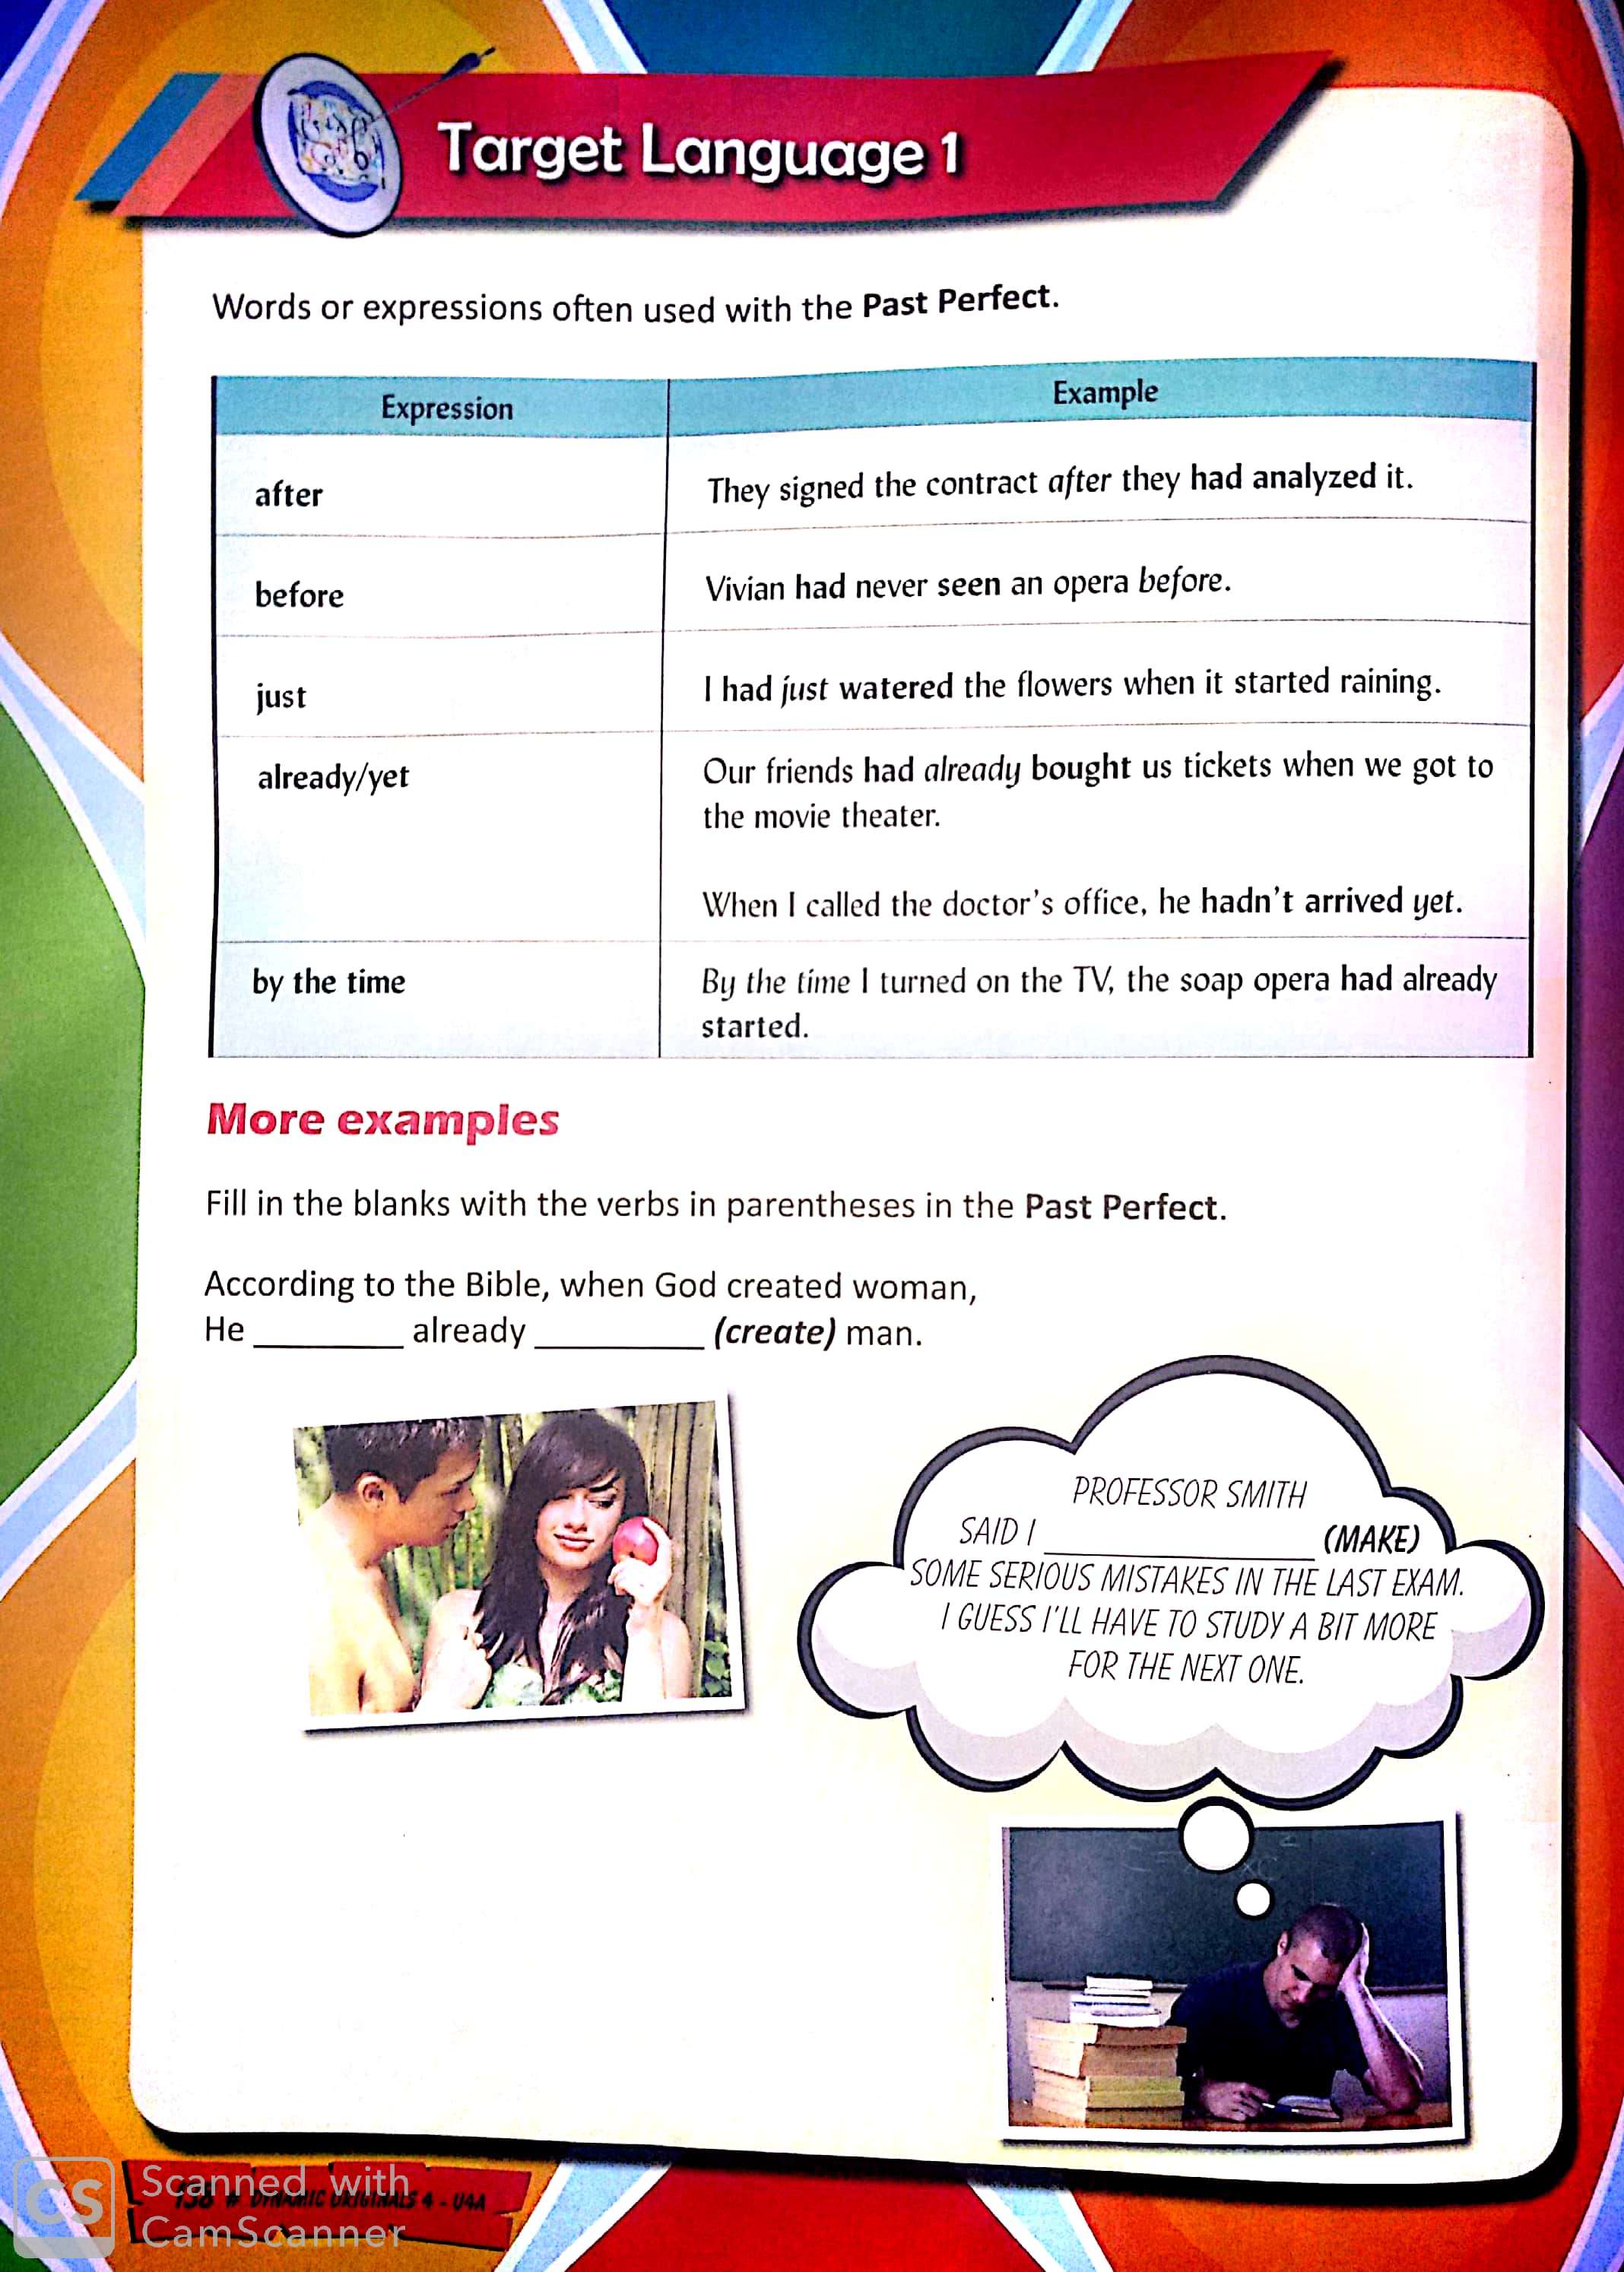 Target Language 1
Words or expressions often used with the Past Perfect.
Expression
Example
after
They signed the contract after they had analyzed it.
before
Vivian had never seen an opera before.
just
I had just watered the flowers when it started raining.
already/yet
Our friends had already bought us tickets when we got to
the movie theater.
When I called the doctor's office, he hadn't arrived yet.
by the time
By the time I turned on the TV, the soap opera had already
started.
More examples
Fill in the blanks with the verbs in parentheses in the Past Perfect.
According to the Bible, when God created woman,
He ________ already _________ (create) man.
PROFESSOR SMITH
SAID I ______________ (MAKE)
SOME SERIOUS MISTAKES IN THE LAST EXAM.
I GUESS I'LL HAVE TO STUDY A BIT MORE
FOR THE NEXT ONE.
DYNAMIC ORIGINALS 4 - U4A
CS
Scanned with
CamScanner